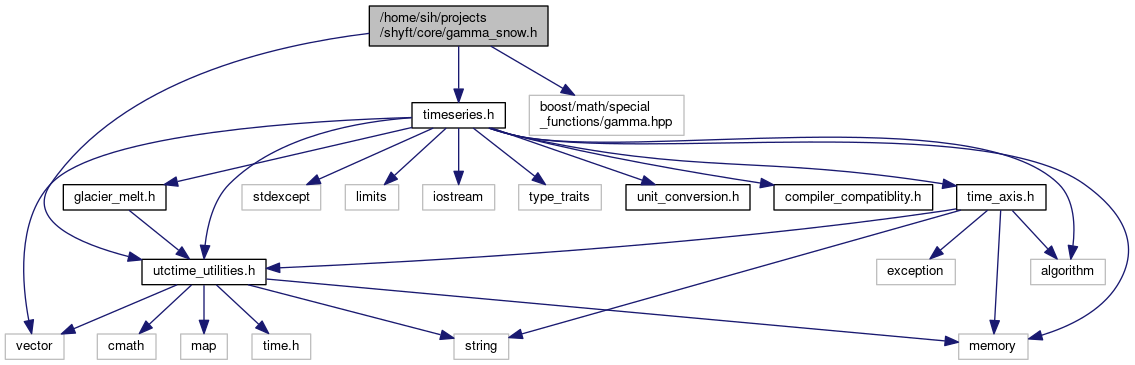 /home/sih/projects
/shyft/core/gamma_snow.h
timeseries.h
boost/math/special
_functions/gamma.hpp
glacier_melt.h
stdexcept
limits
iostream
type_traits
unit_conversion.h
compiler_compatiblity.h
time_axis.h
utctime_utilities.h
exception
algorithm
vector
cmath
map
time.h
string
memory